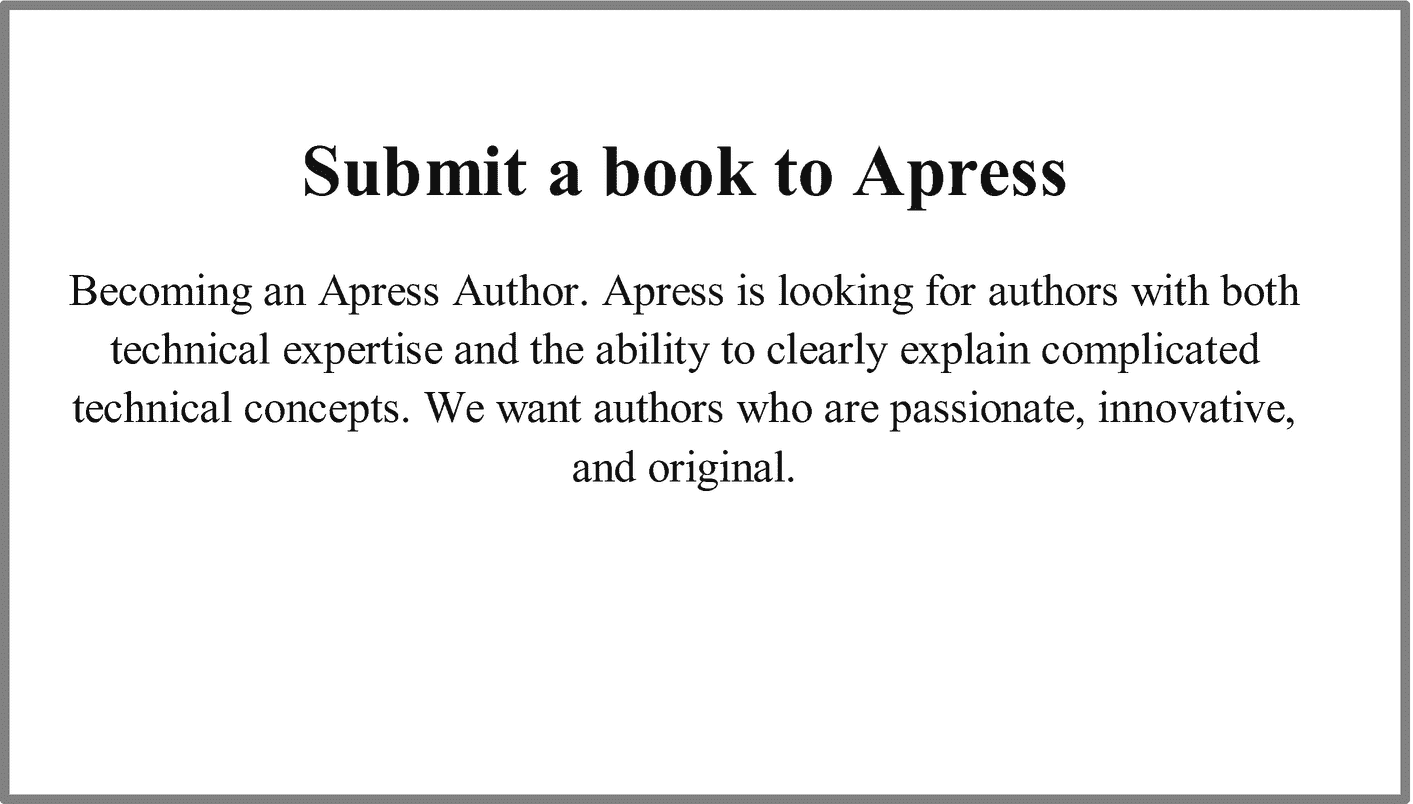 Submit a book to Apress
Becoming an Apress Author. Apress is looking for authors with both
technical expertise and the ability to clearly explain complicated
technical concepts. We want authors who are passionate, innovative,
and original.